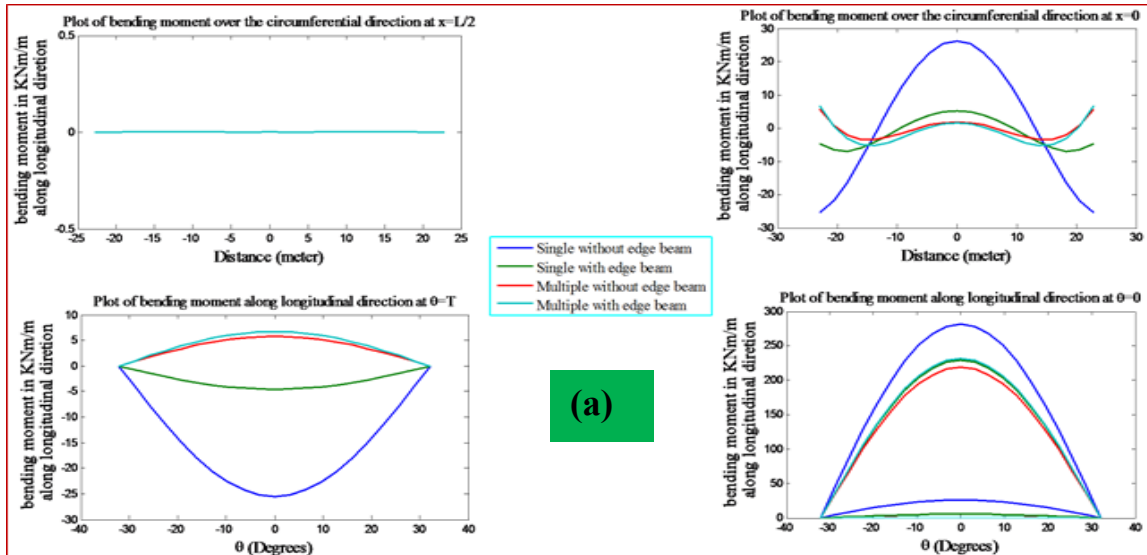 Plot of bending moment over the circumferential direction at x=L/2
0.5
0
-0.5
bending moment in KNm/m
along longitudinal diretion
-25 -20 -15 -10 -5 0 5 10 15 20 25
Distance (meter)
Plot of bending moment over the circumferential direction at x=0
30
20
10
0
-10
-20
-30
bending moment in KNm/m
along longitudinal diretion
-30 -20 -10 0 10 20 30
Distance (meter)
Single without edge beam
Single with edge beam
Multiple without edge beam
Multiple with edge beam
Plot of bending moment along longitudinal direction at θ=T
10
5
0
-5
-10
-15
-20
-25
-30
bending moment in KNm/m
along longitudinal diretion
-40 -30 -20 -10 0 10 20 30 40
θ (Degrees)
(a)
Plot of bending moment along longitudinal direction at θ=0
300
250
200
150
100
50
0
bending moment in KNm/m
along longitudinal diretion
-40 -30 -20 -10 0 10 20 30 40
θ (Degrees)